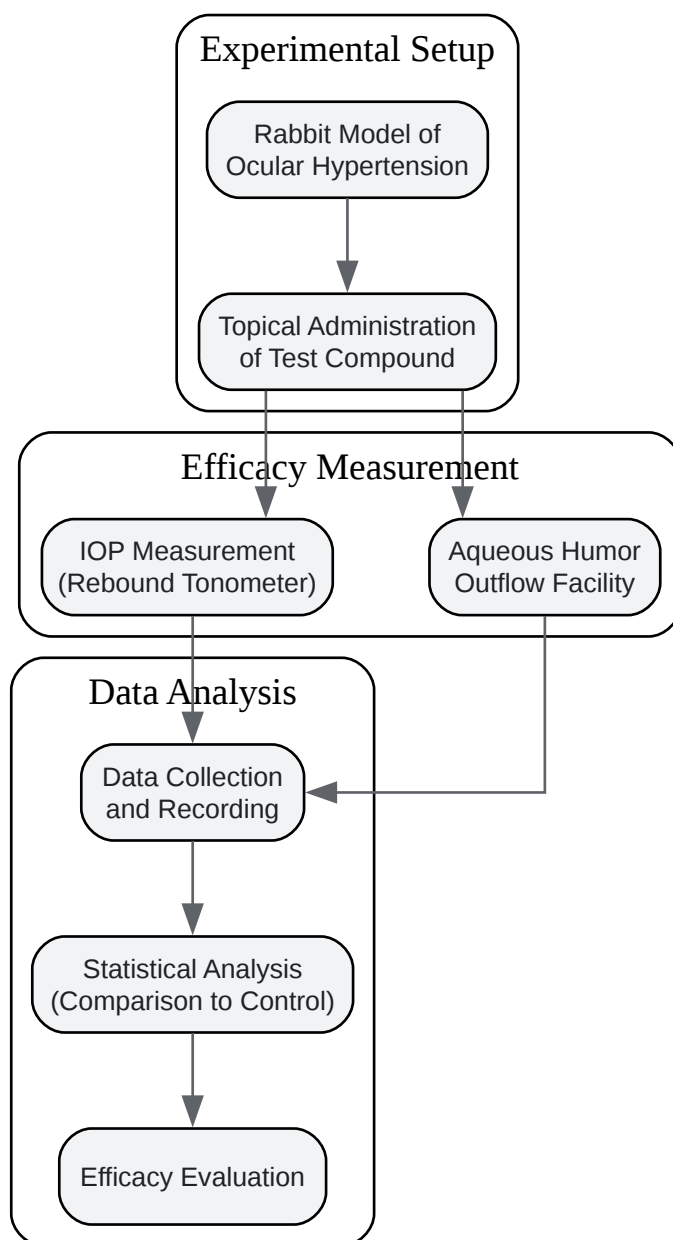 Experimental Setup
Rabbit Model of
Ocular Hypertension
Topical Administration
of Test Compound
Efficacy Measurement
IOP Measurement
(Rebound Tonometer)
Aqueous Humor
Outflow Facility
Data Analysis
Data Collection
and Recording
Statistical Analysis
(Comparison to Control)
Efficacy Evaluation